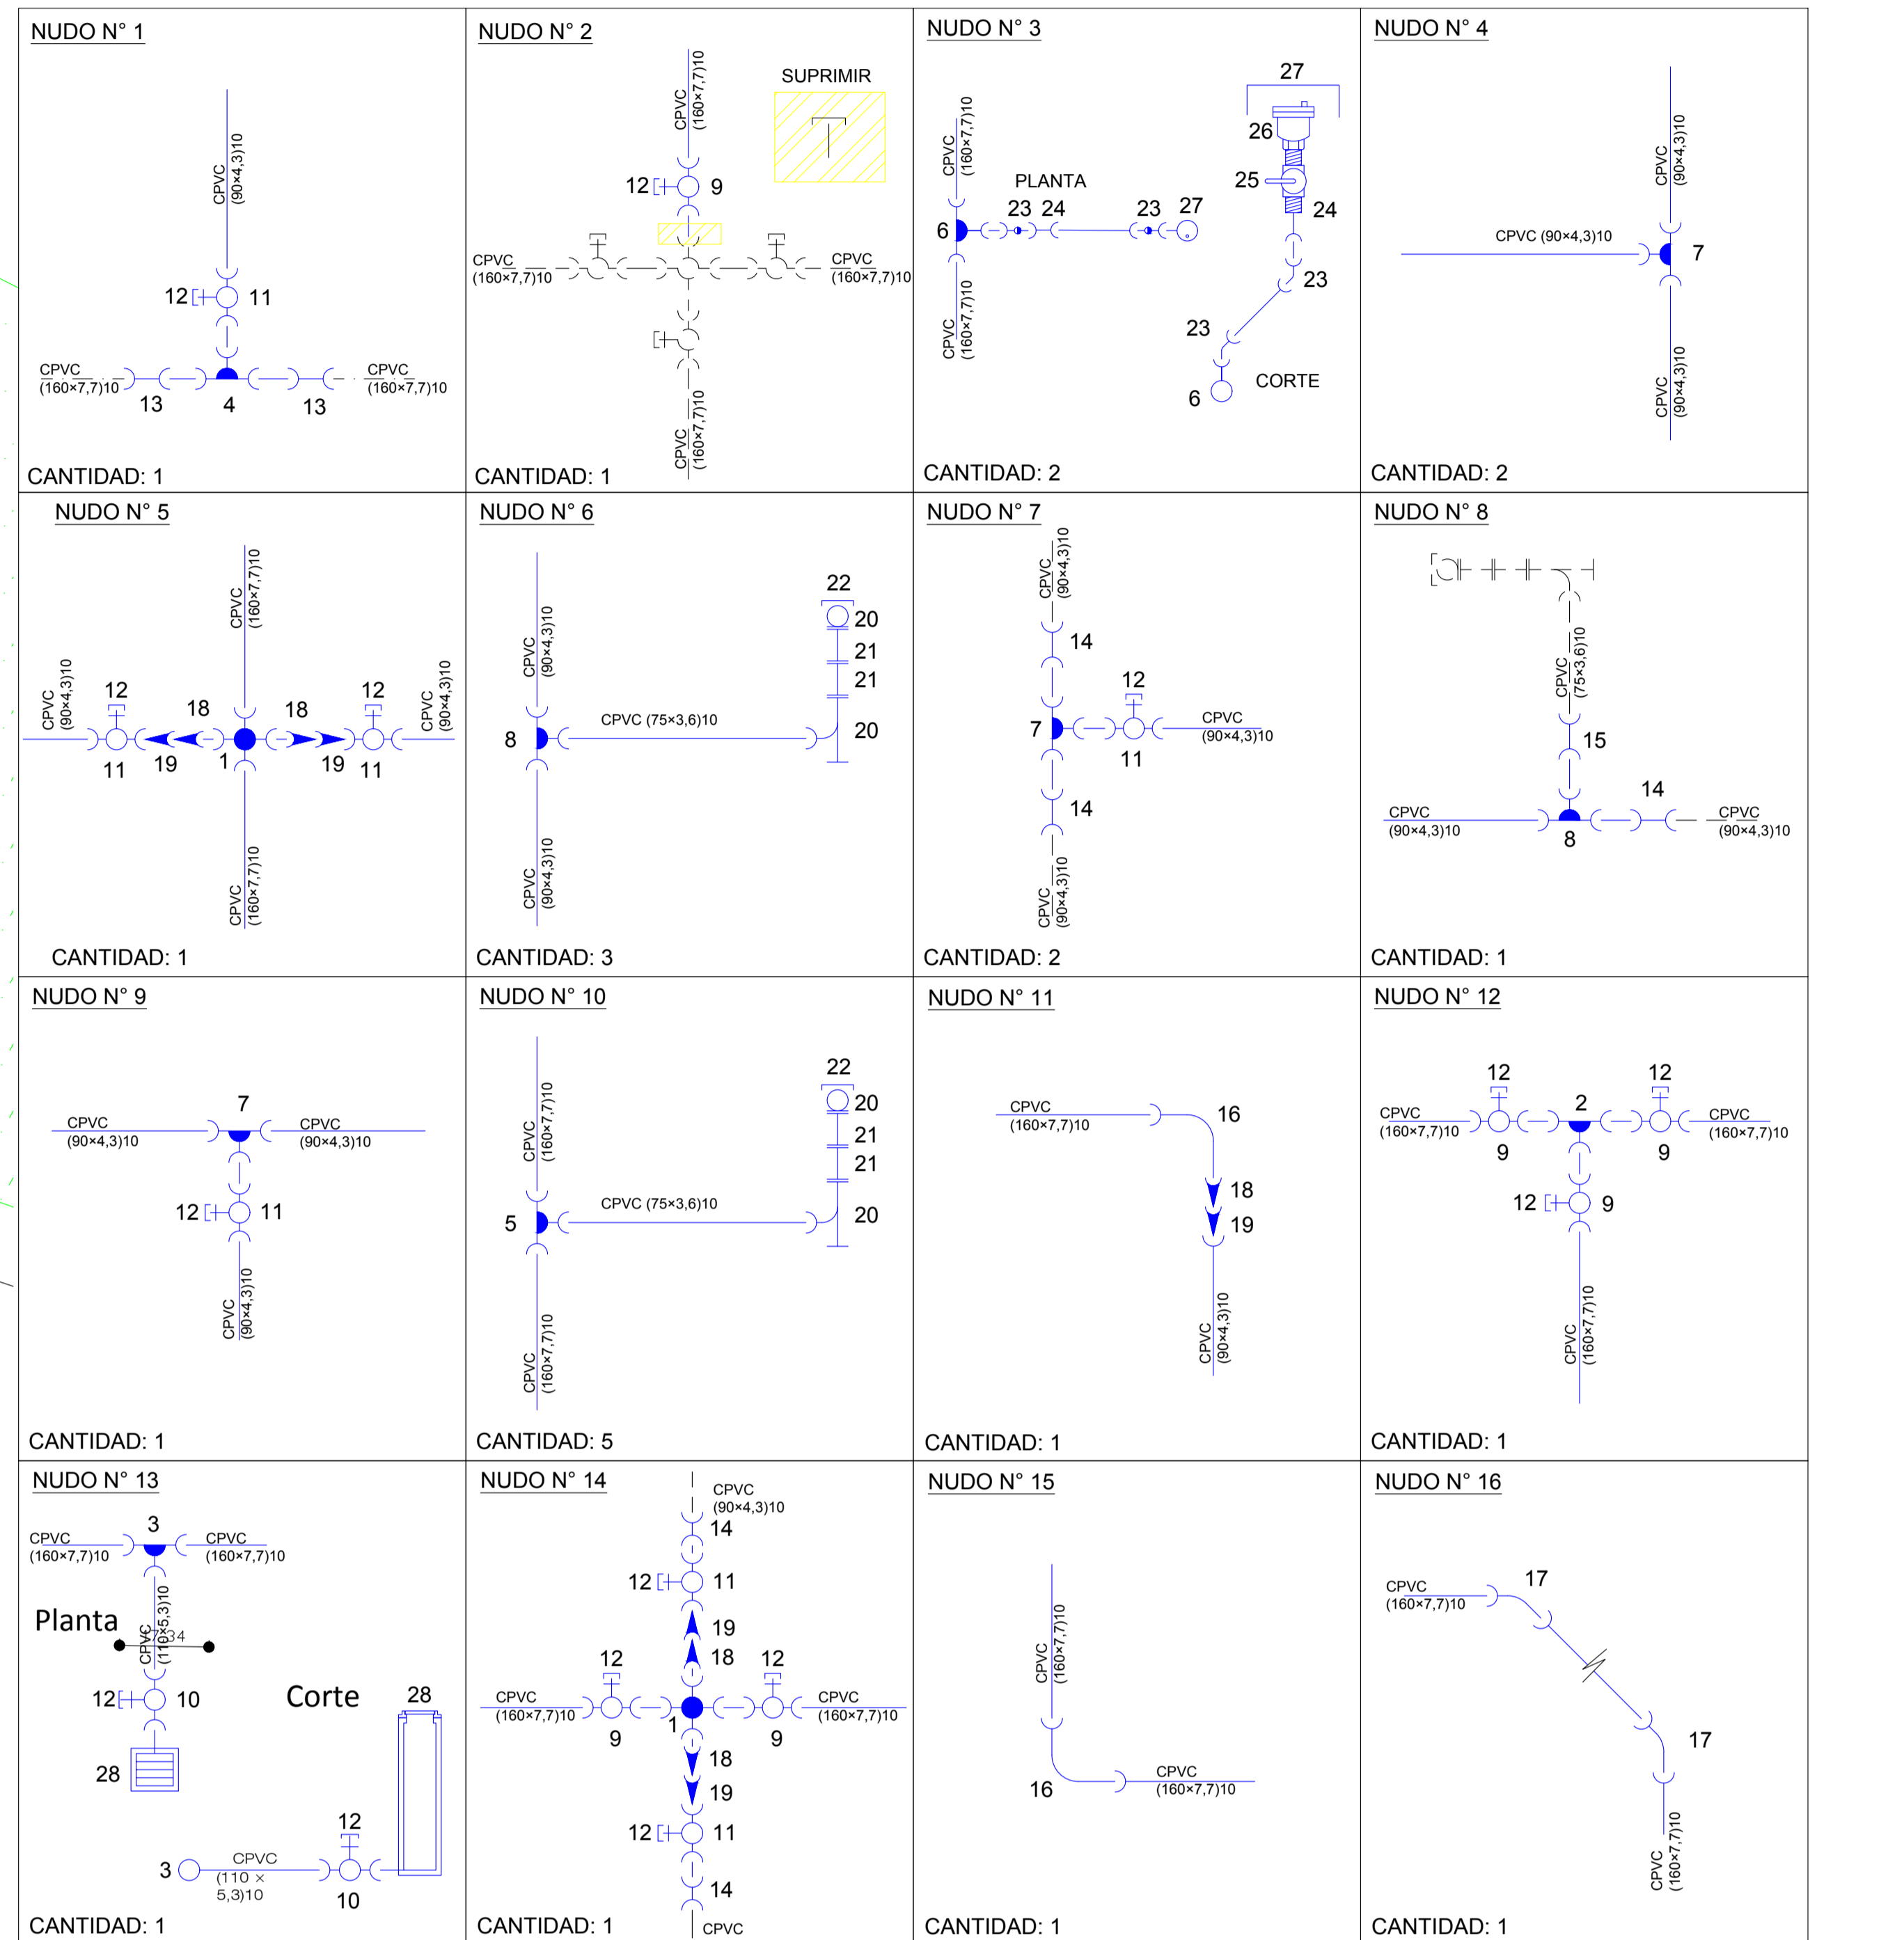 NUDO N° 1
CPVC
(90×4,3)10
12
11
CPVC
(160×7,7)10
CPVC
(160×7,7)10
13
4
13
CANTIDAD: 1
NUDO N° 2
CPVC
(160×7,7)10
SUPRIMIR
12
9
CPVC
(160×7,7)10
CPVC
(160×7,7)10
CPVC
(160×7,7)10
CANTIDAD: 1
NUDO N° 3
27
CPVC
(160×7,7)10
26
PLANTA
25
23
24
23
27
24
6
CPVC
(160×7,7)10
23
23
CORTE
6
CANTIDAD: 2
NUDO N° 4
CPVC
(90×4,3)10
CPVC (90×4,3)10
7
CPVC
(90×4,3)10
CANTIDAD: 2
NUDO N° 5
CPVC
(160×7,7)10
CPVC
(90×4,3)10
CPVC
(90×4,3)10
12
18
18
12
11
19
1
19
11
CPVC
(160×7,7)10
CANTIDAD: 1
NUDO N° 6
22
20
CPVC
(90×4,3)10
21
21
CPVC (75×3,6)10
20
8
CPVC
(90×4,3)10
CANTIDAD: 3
NUDO N° 7
CPVC
(90×4,3)10
14
12
7
CPVC
(90×4,3)10
11
14
CPVC
(90×4,3)10
CANTIDAD: 2
NUDO N° 8
CPVC
(75×3,6)10
15
14
CPVC
(90×4,3)10
CPVC
(90×4,3)10
8
CANTIDAD: 1
NUDO N° 9
7
CPVC
(90×4,3)10
CPVC
(90×4,3)10
12
11
CPVC
(90×4,3)10
CANTIDAD: 1
NUDO N° 10
22
20
CPVC
(160×7,7)10
21
21
CPVC (75×3,6)10
20
5
CPVC
(160×7,7)10
CANTIDAD: 5
NUDO N° 11
CPVC
(160×7,7)10
16
18
19
CPVC
(90×4,3)10
CANTIDAD: 1
NUDO N° 12
12
2
12
CPVC
(160×7,7)10
CPVC
(160×7,7)10
9
9
12
9
CPVC
(160×7,7)10
CANTIDAD: 1
NUDO N° 13
3
CPVC
(160×7,7)10
CPVC
(160×7,7)10
Planta
CPVC
(110×5,3)10
12
10
Corte
28
28
12
3
CPVC
(110 ×
5,3)10
10
CANTIDAD: 1
NUDO N° 14
CPVC
(90×4,3)10
14
12
11
19
18
12
12
CPVC
(160×7,7)10
CPVC
(160×7,7)10
9
1
9
18
19
12
11
14
CPVC
CANTIDAD: 1
NUDO N° 15
CPVC
(160×7,7)10
16
CPVC
(160×7,7)10
CANTIDAD: 1
NUDO N° 16
17
CPVC
(160×7,7)10
17
CPVC
(160×7,7)10
CANTIDAD: 1